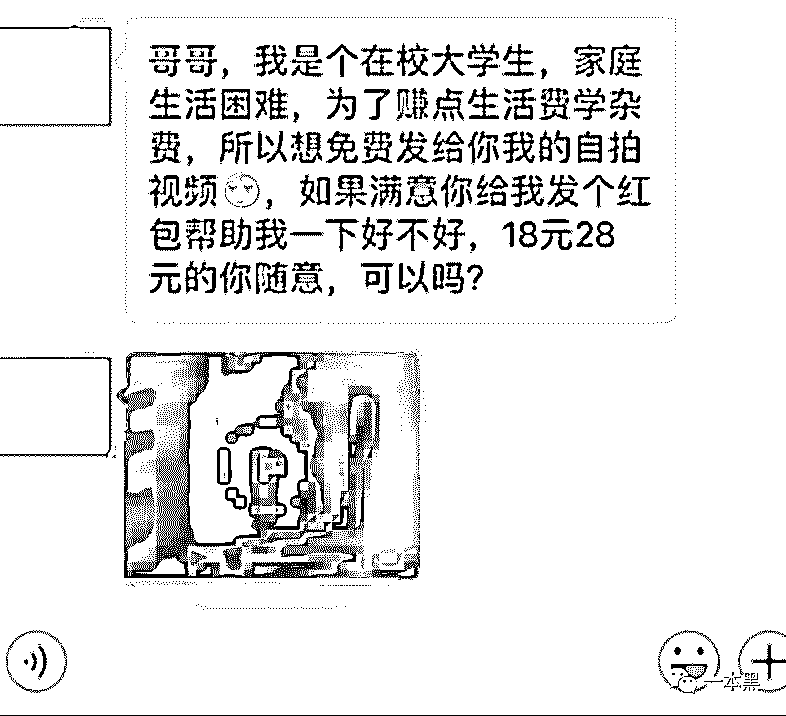 哥哥，我是个在校大学生，家庭
生活困难，为了赚点生活费学杂
费，所以想免费发给你我的自拍
视频😌，如果满意你给我发个红
包帮助我一下好不好，18元28
元的你随意，可以吗？
一本黑